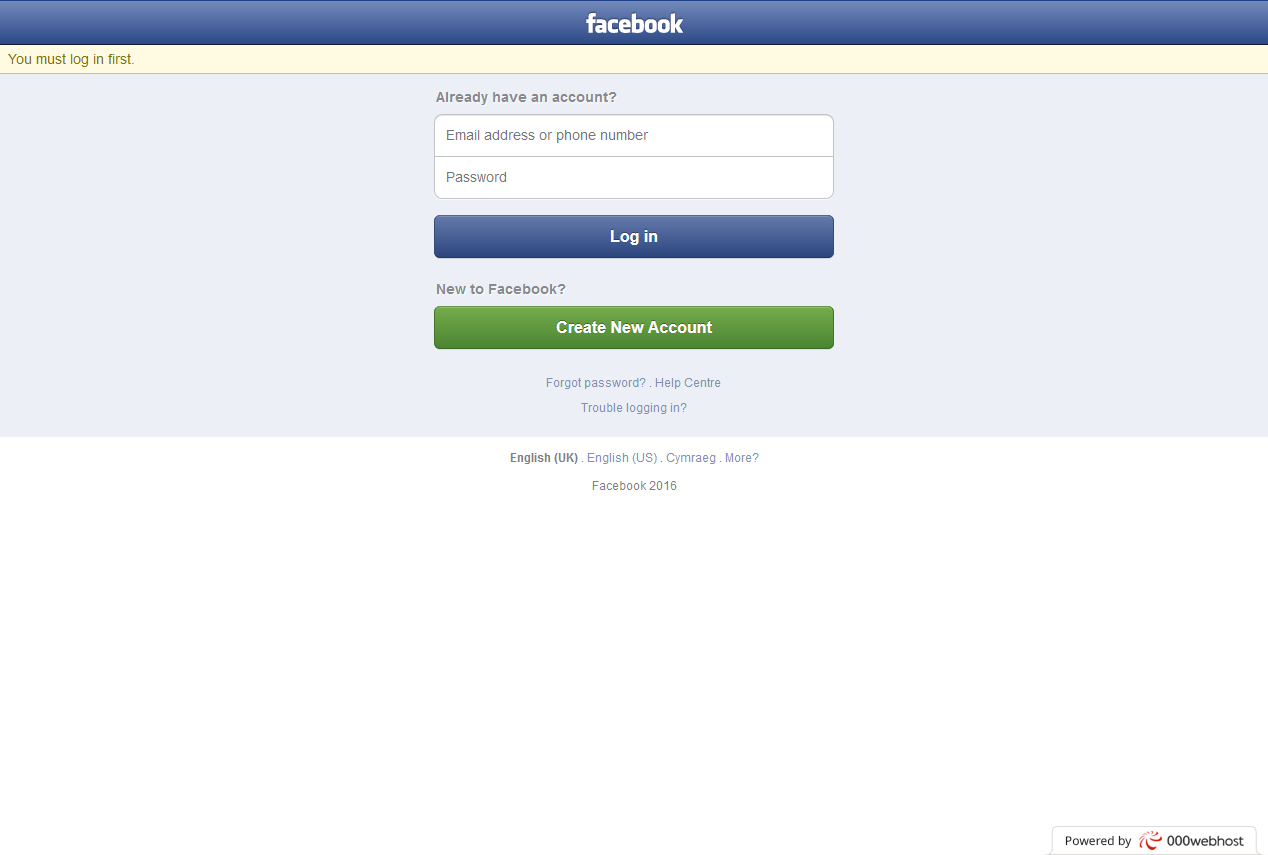 facebook
You must log in first.
Already have an account?
Email address or phone number
Password
Log in
New to Facebook?
Create New Account
Forgot password? . Help Centre
Trouble logging in?
English (UK) . English (US) . Cymraeg . More?
Facebook 2016
Powered by 000webhost